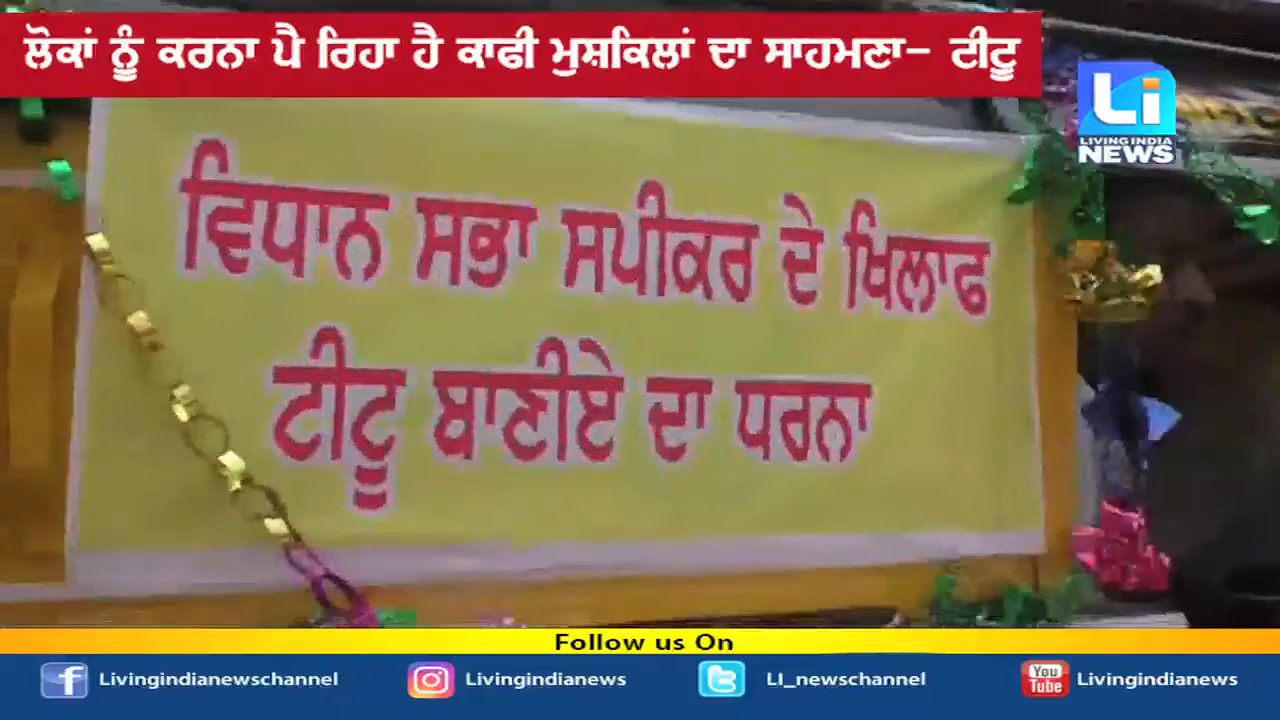 ਲੋਕਾਂ ਨੂੰ ਕਰਨਾ ਪੈ ਰਿਹਾ ਹੈ ਕਾਫੀ ਮੁਸ਼ਕਿਲਾਂ ਦਾ ਸਾਹਮਣਾ- ਟੀਟੂ
Li
LIVING INDIA
NEWS
ਵਿਧਾਨ ਸਭਾ ਸਪੀਕਰ ਦੇ ਖਿਲਾਫ
ਟੀਟੂ ਬਾਣੀਏ ਦਾ ਧਰਨਾ
Follow us On
f Livingindianewschannel Livingindianews LI_newschannel You Tube Livingindianews